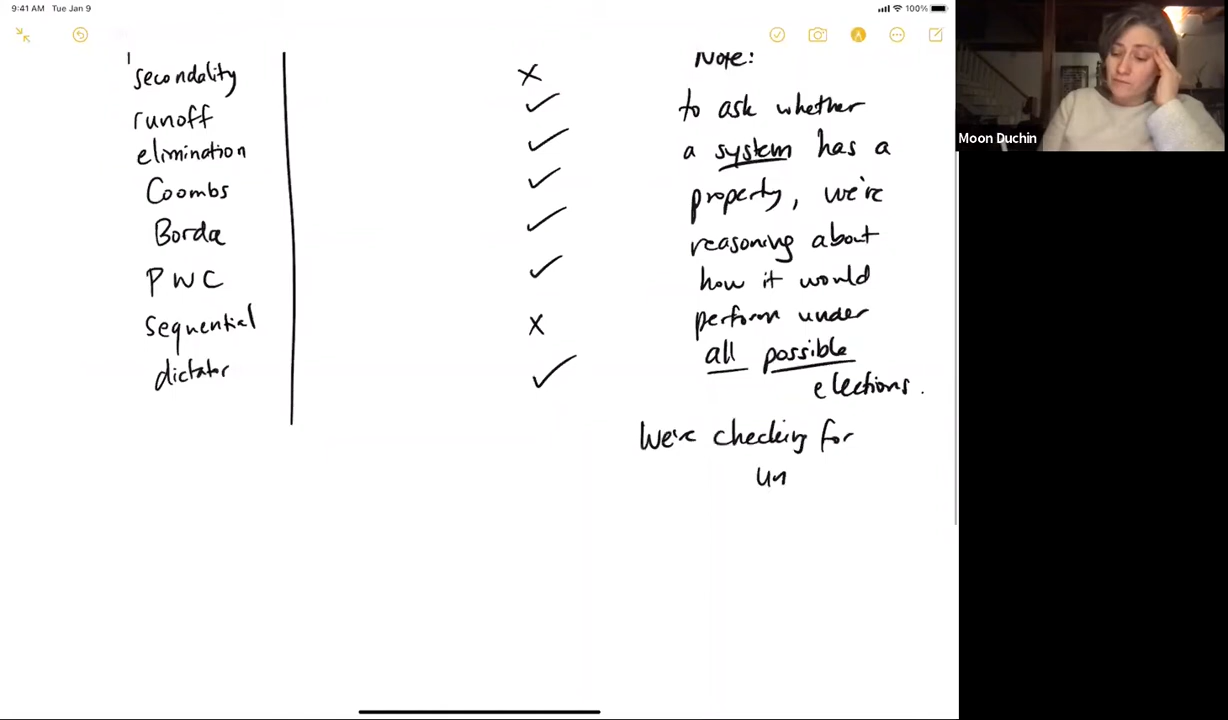 9:41 AM Tue Jan 9
100%
secondality X
runoff ✓
elimination ✓
Coombs ✓
Borda ✓
PWC ✓
sequential X
dictator ✓
Note:
to ask whether
a system has a
property, we're
reasoning about
how it would
perform under
all possible
elections.
We're checking for
un
Moon Duchin